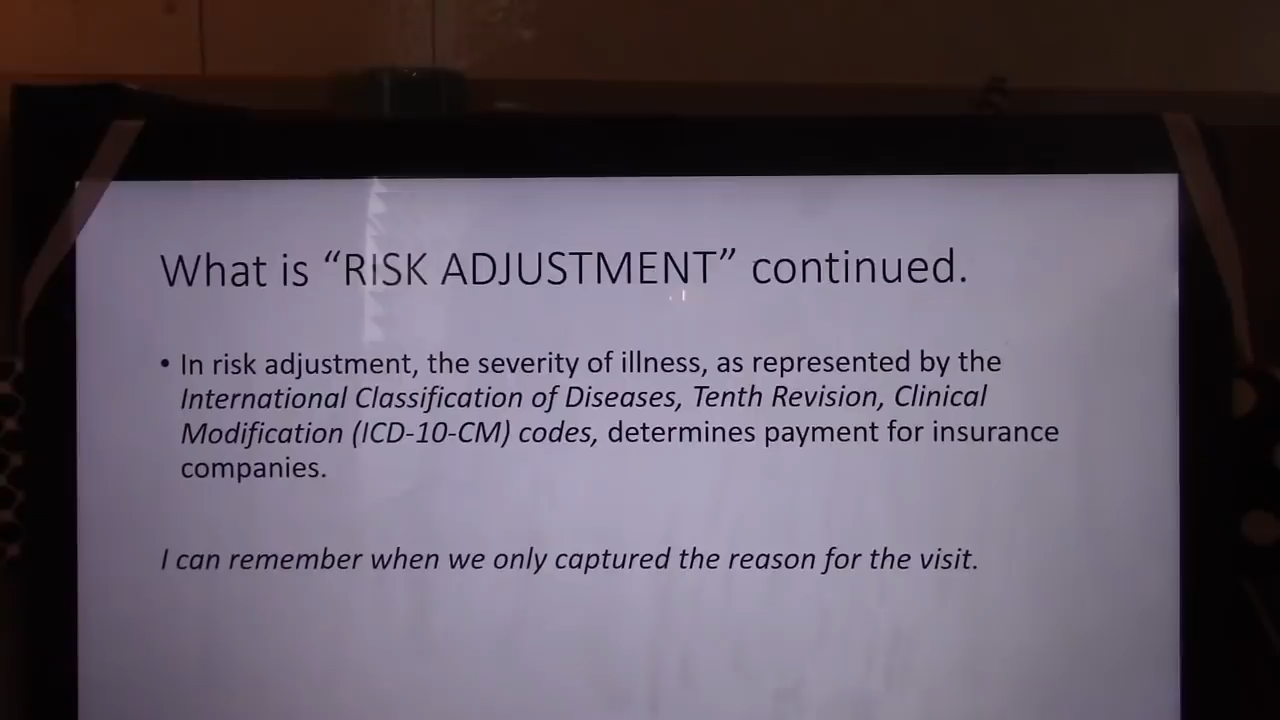 What is “RISK ADJUSTMENT” continued.
• In risk adjustment, the severity of illness, as represented by the
International Classification of Diseases, Tenth Revision, Clinical
Modification (ICD-10-CM) codes, determines payment for insurance
companies.
I can remember when we only captured the reason for the visit.